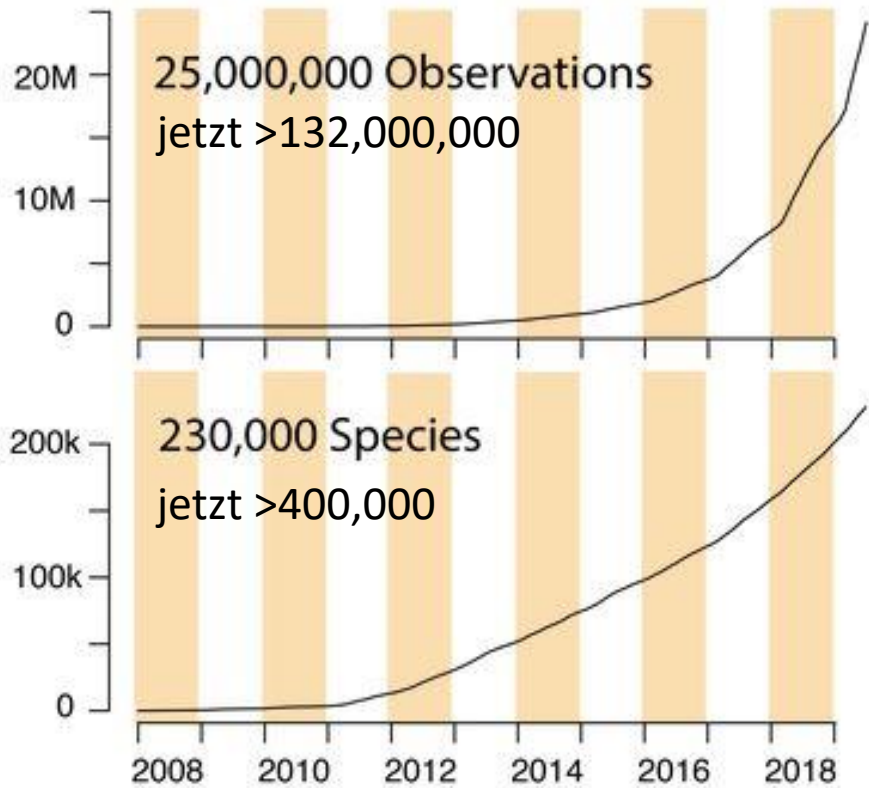 25,000,000 Observations
jetzt >132,000,000
20M
10M
0
230,000 Species
jetzt >400,000
200k
100k
0
2008 2010 2012 2014 2016 2018